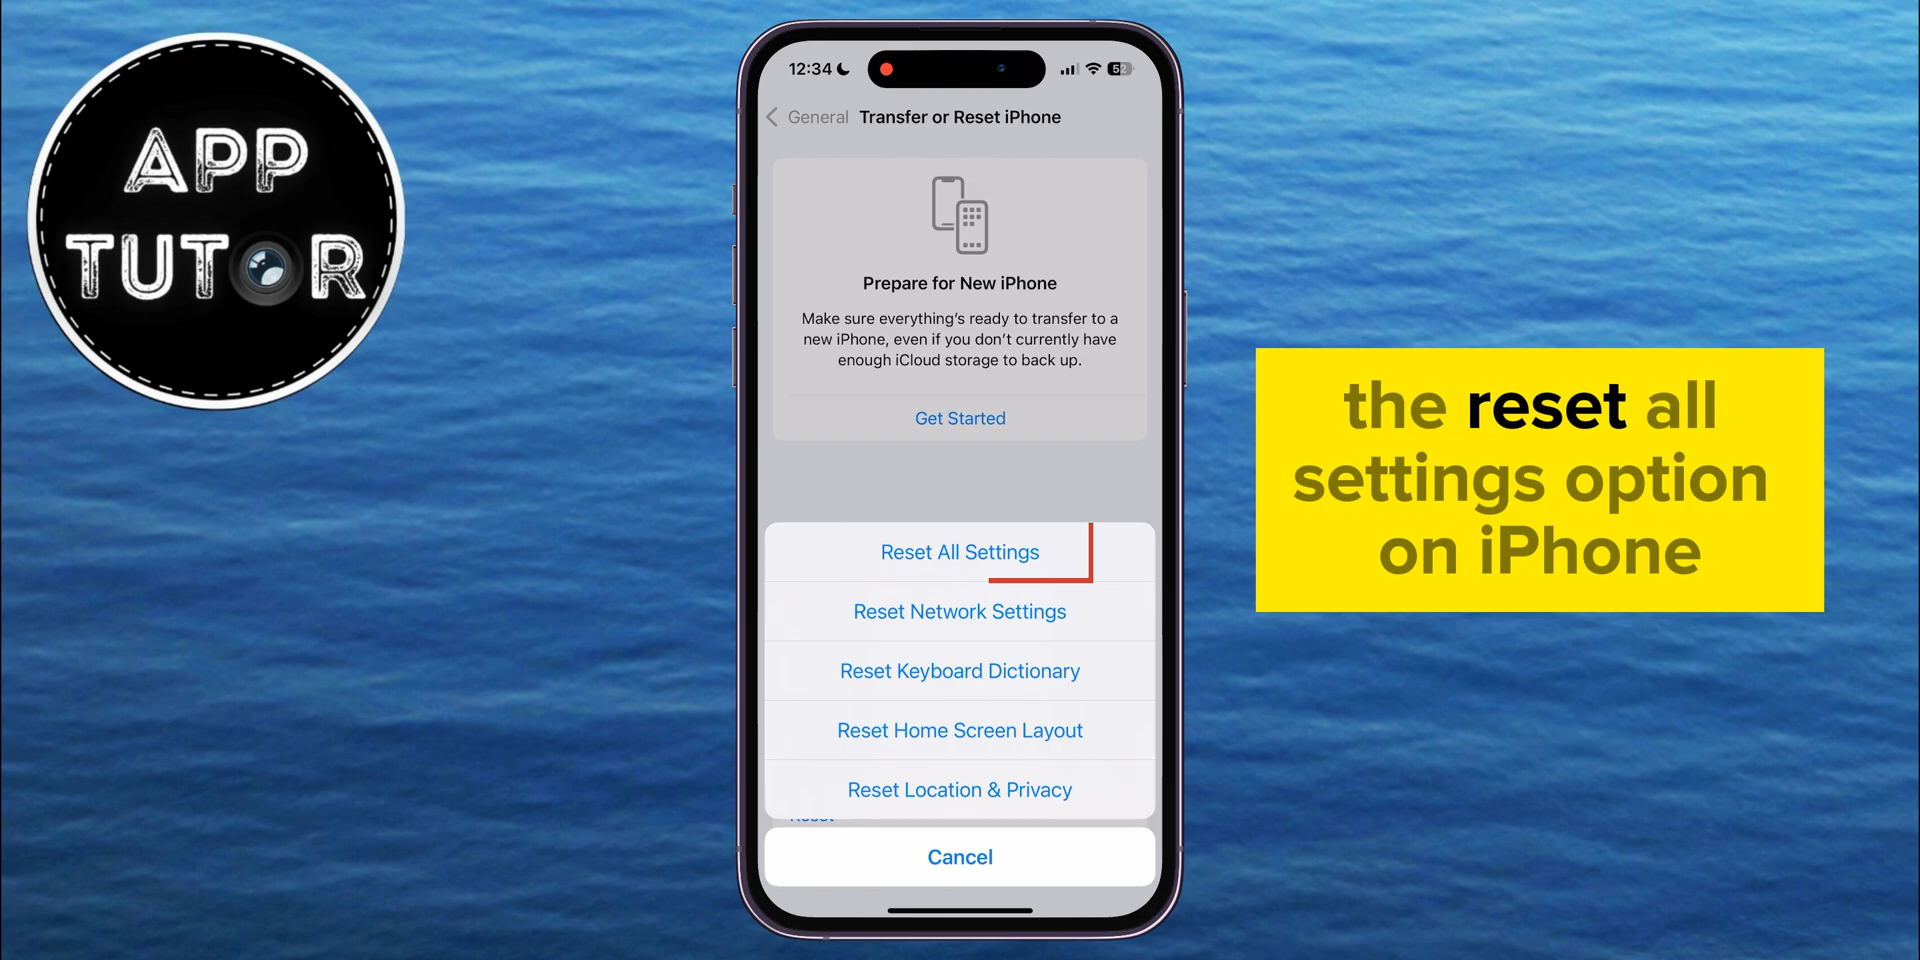 APP
TUTOR
12:34
52
General Transfer or Reset iPhone
Prepare for New iPhone
Make sure everything's ready to transfer to a
new iPhone, even if you don't currently have
enough iCloud storage to back up.
Get Started
Reset All Settings
Reset Network Settings
Reset Keyboard Dictionary
Reset Home Screen Layout
Reset Location & Privacy
Reset
Cancel
the reset all
settings option
on iPhone